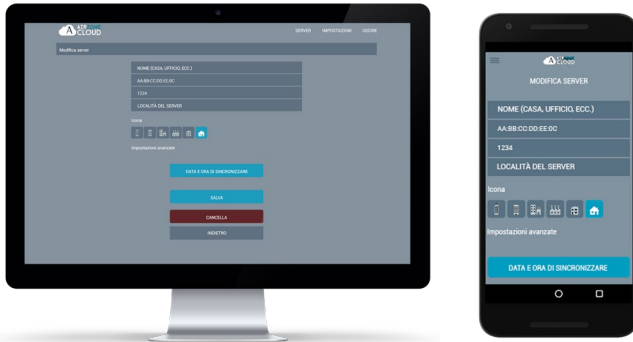 AIRZONE
CLOUD
SERVER IMPOSTAZIONI USCIRE
Modifica server
NOME (CASA, UFFICIO, ECC.)
AA:BB:CC:DD:EE:0C
1234
LOCALITÀ DEL SERVER
Icona
Impostazioni avanzate
DATA E ORA DI SINCRONIZZARE
SALVA
CANCELLA
INDIETRO
AIRZONE
CLOUD
MODIFICA SERVER
NOME (CASA, UFFICIO, ECC.)
AA:BB:CC:DD:EE:0C
1234
LOCALITÀ DEL SERVER
Icona
Impostazioni avanzate
DATA E ORA DI SINCRONIZZARE